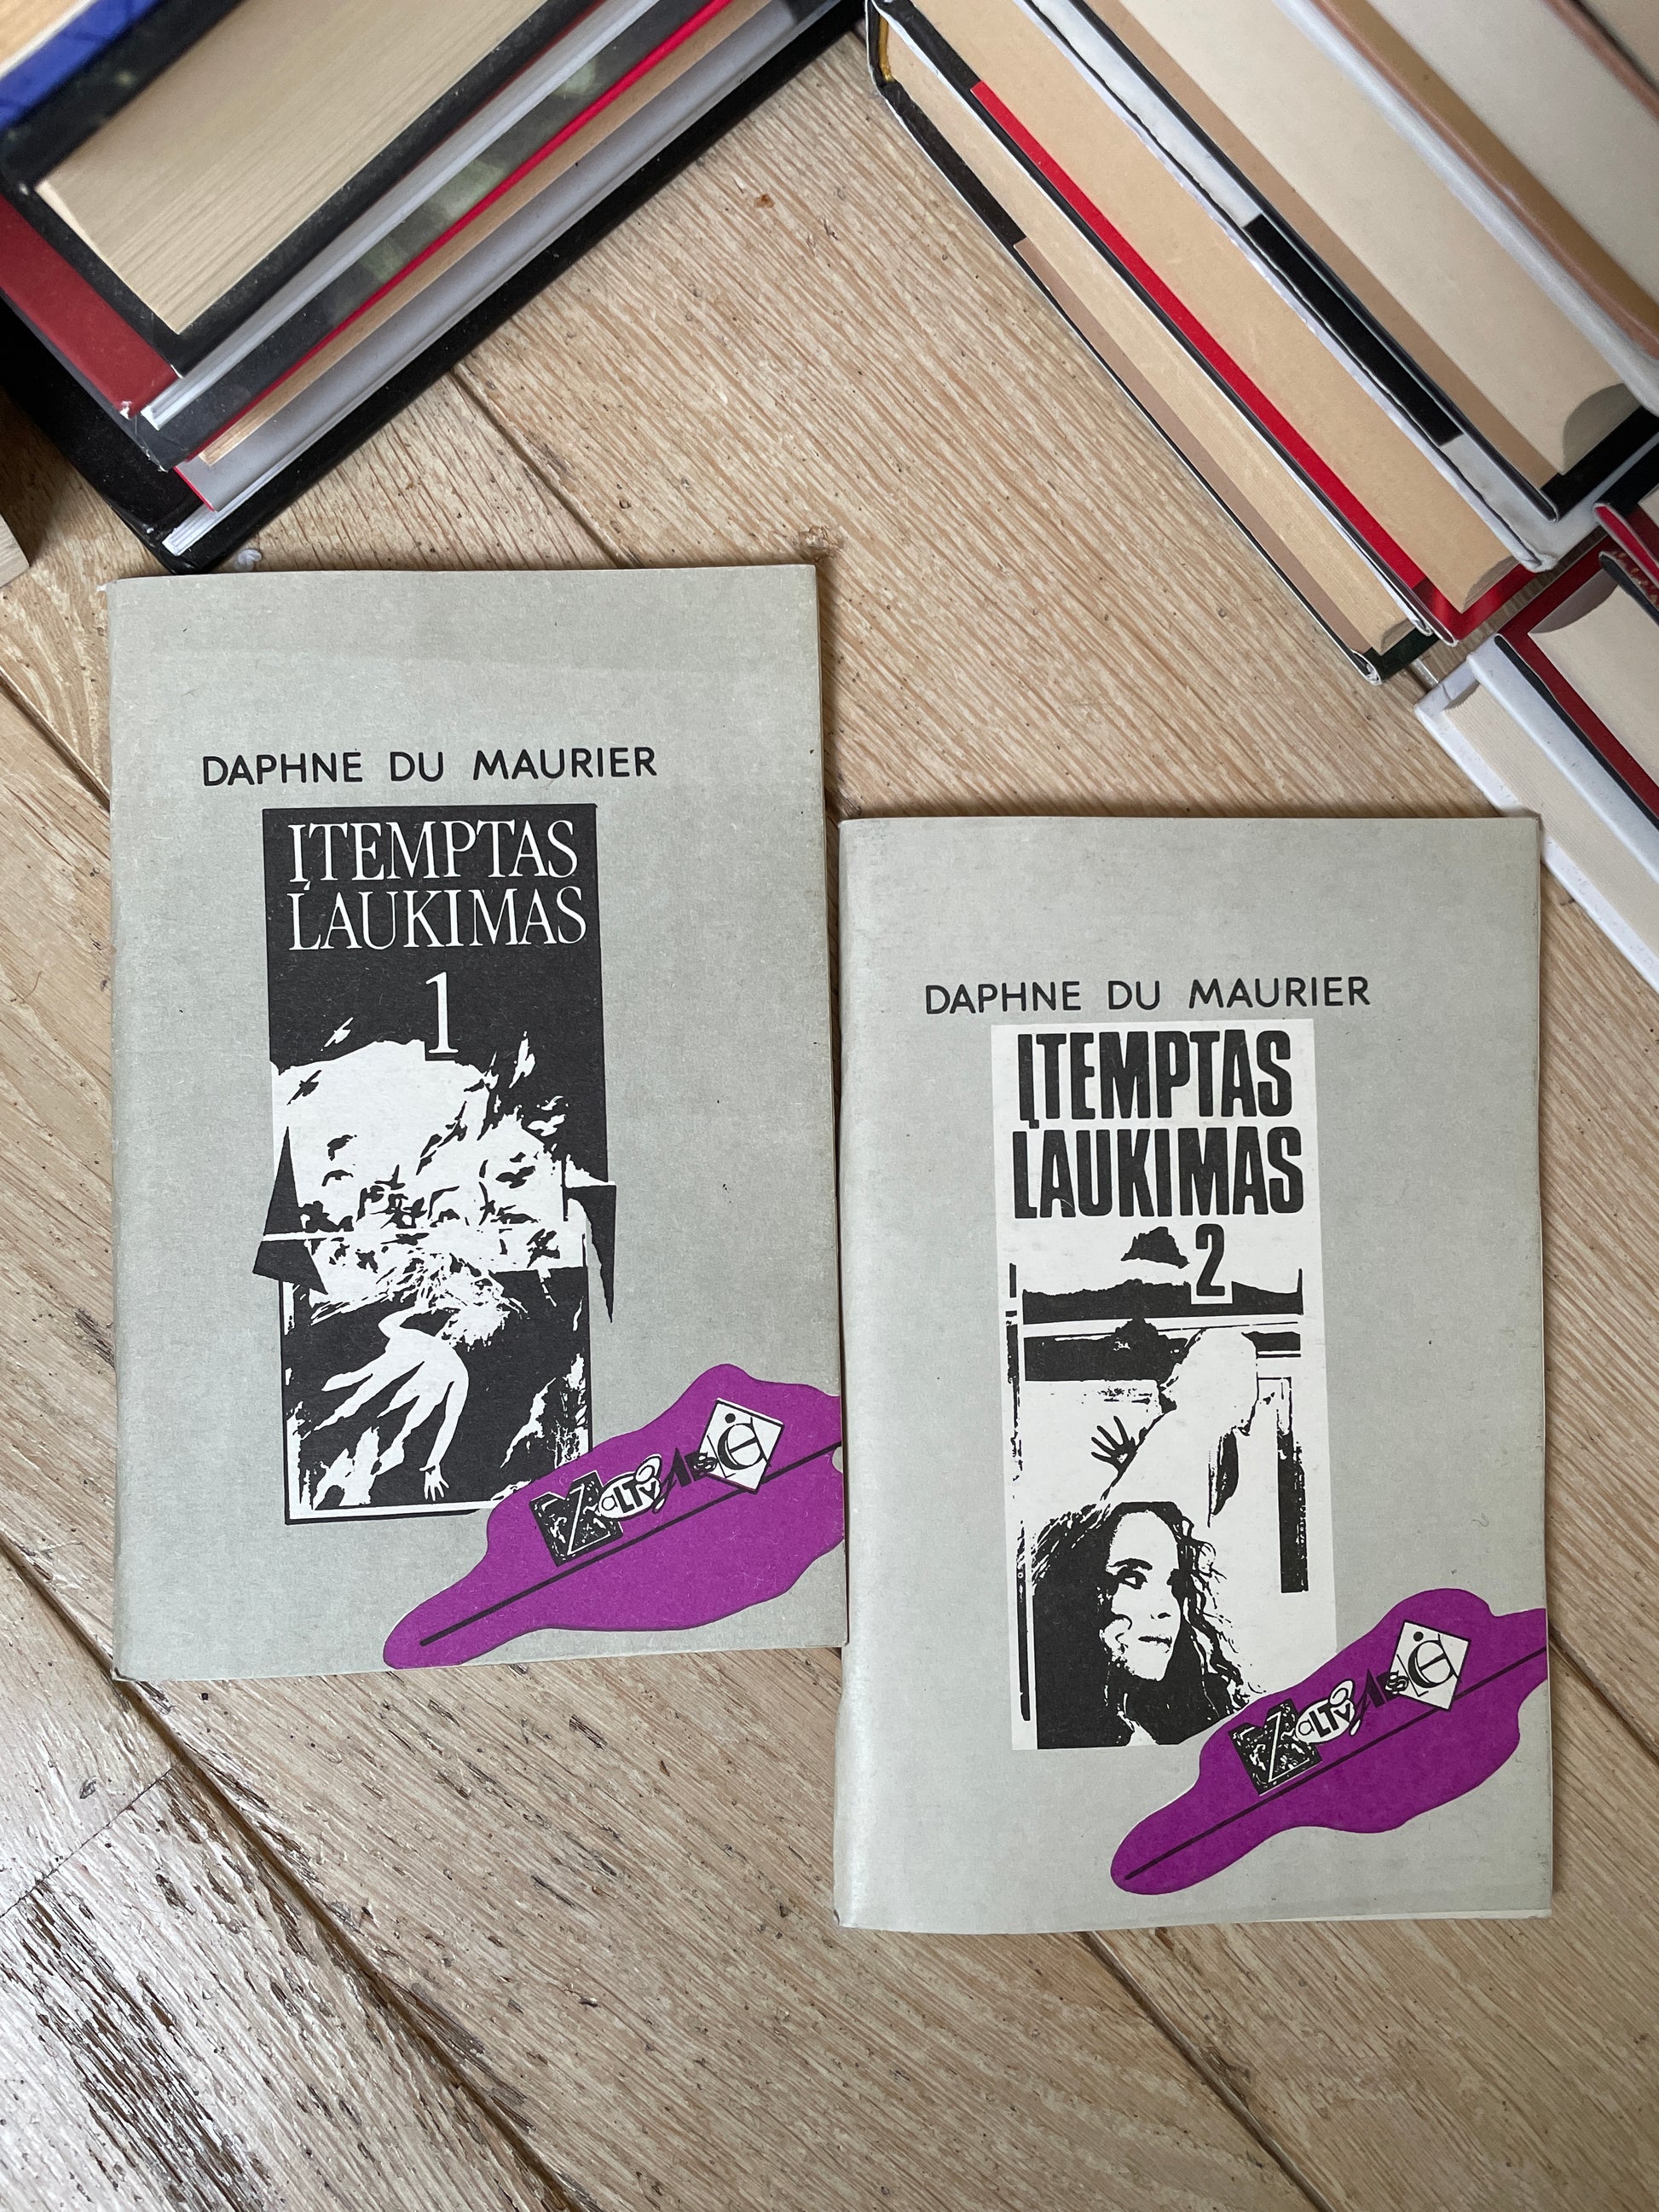 DAPHNE DU MAURIER
ĮTEMPTAS
LAUKIMAS
1
DAPHNE DU MAURIER
ĮTEMPTAS
LAUKIMAS
2